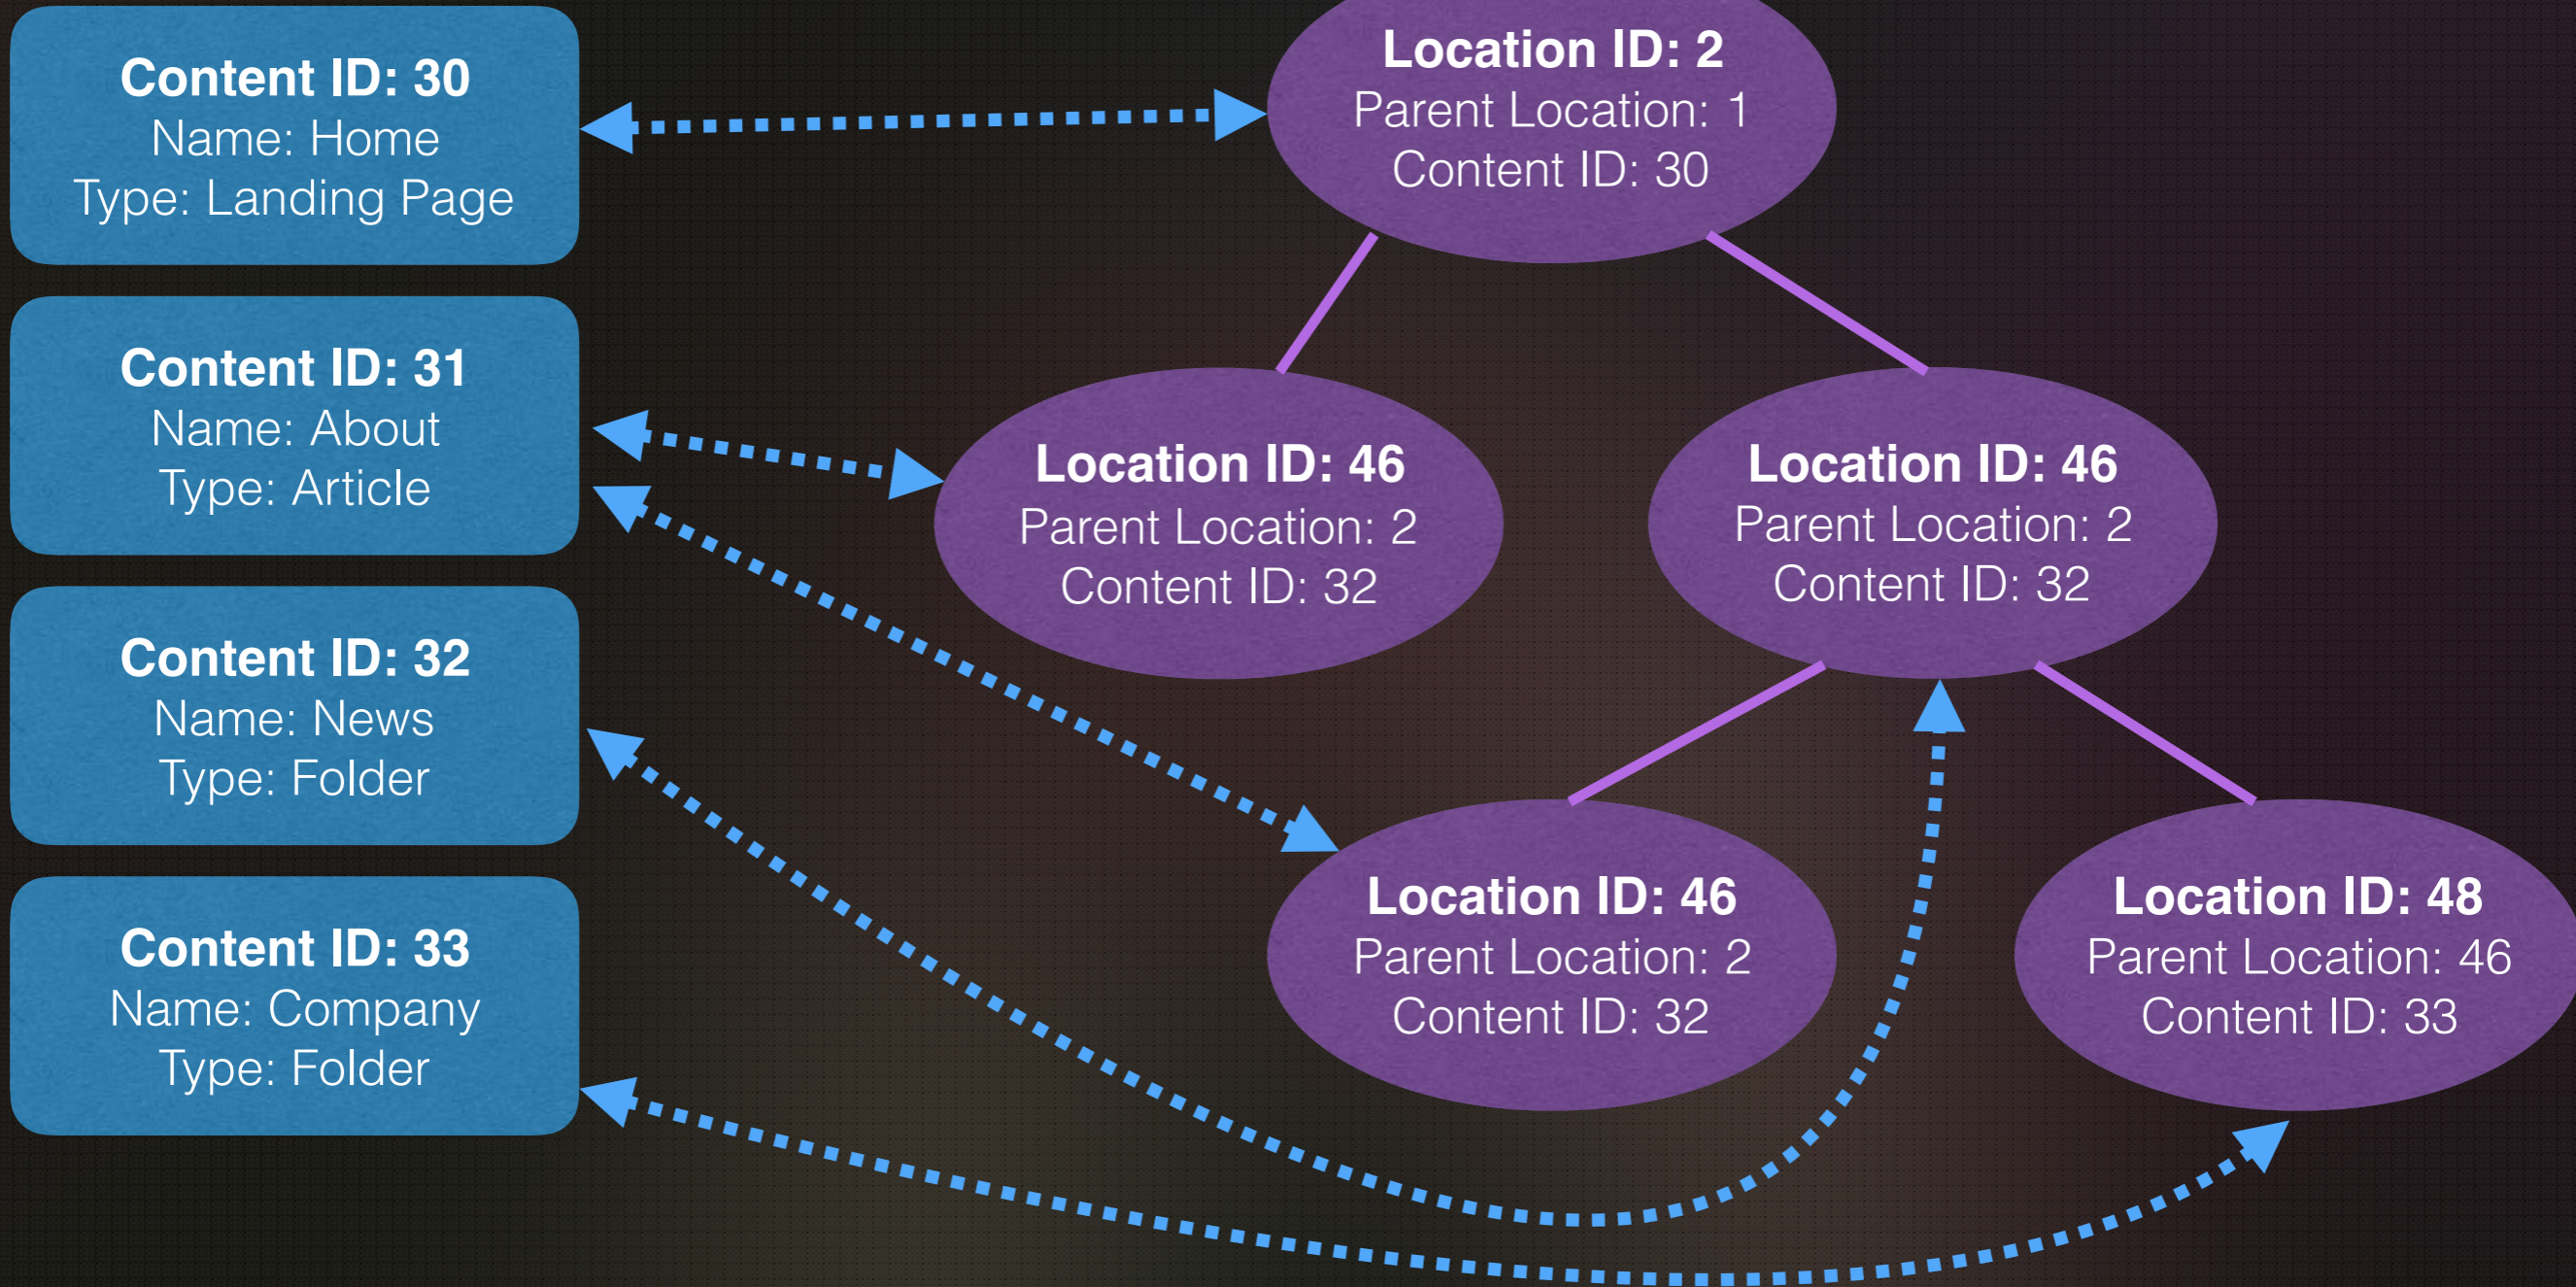 Content ID: 30
Name: Home
Type: Landing Page
Content ID: 31
Name: About
Type: Article
Content ID: 32
Name: News
Type: Folder
Content ID: 33
Name: Company
Type: Folder
Location ID: 2
Parent Location: 1
Content ID: 30
Location ID: 46
Parent Location: 2
Content ID: 32
Location ID: 46
Parent Location: 2
Content ID: 32
Location ID: 46
Parent Location: 2
Content ID: 32
Location ID: 48
Parent Location: 46
Content ID: 33